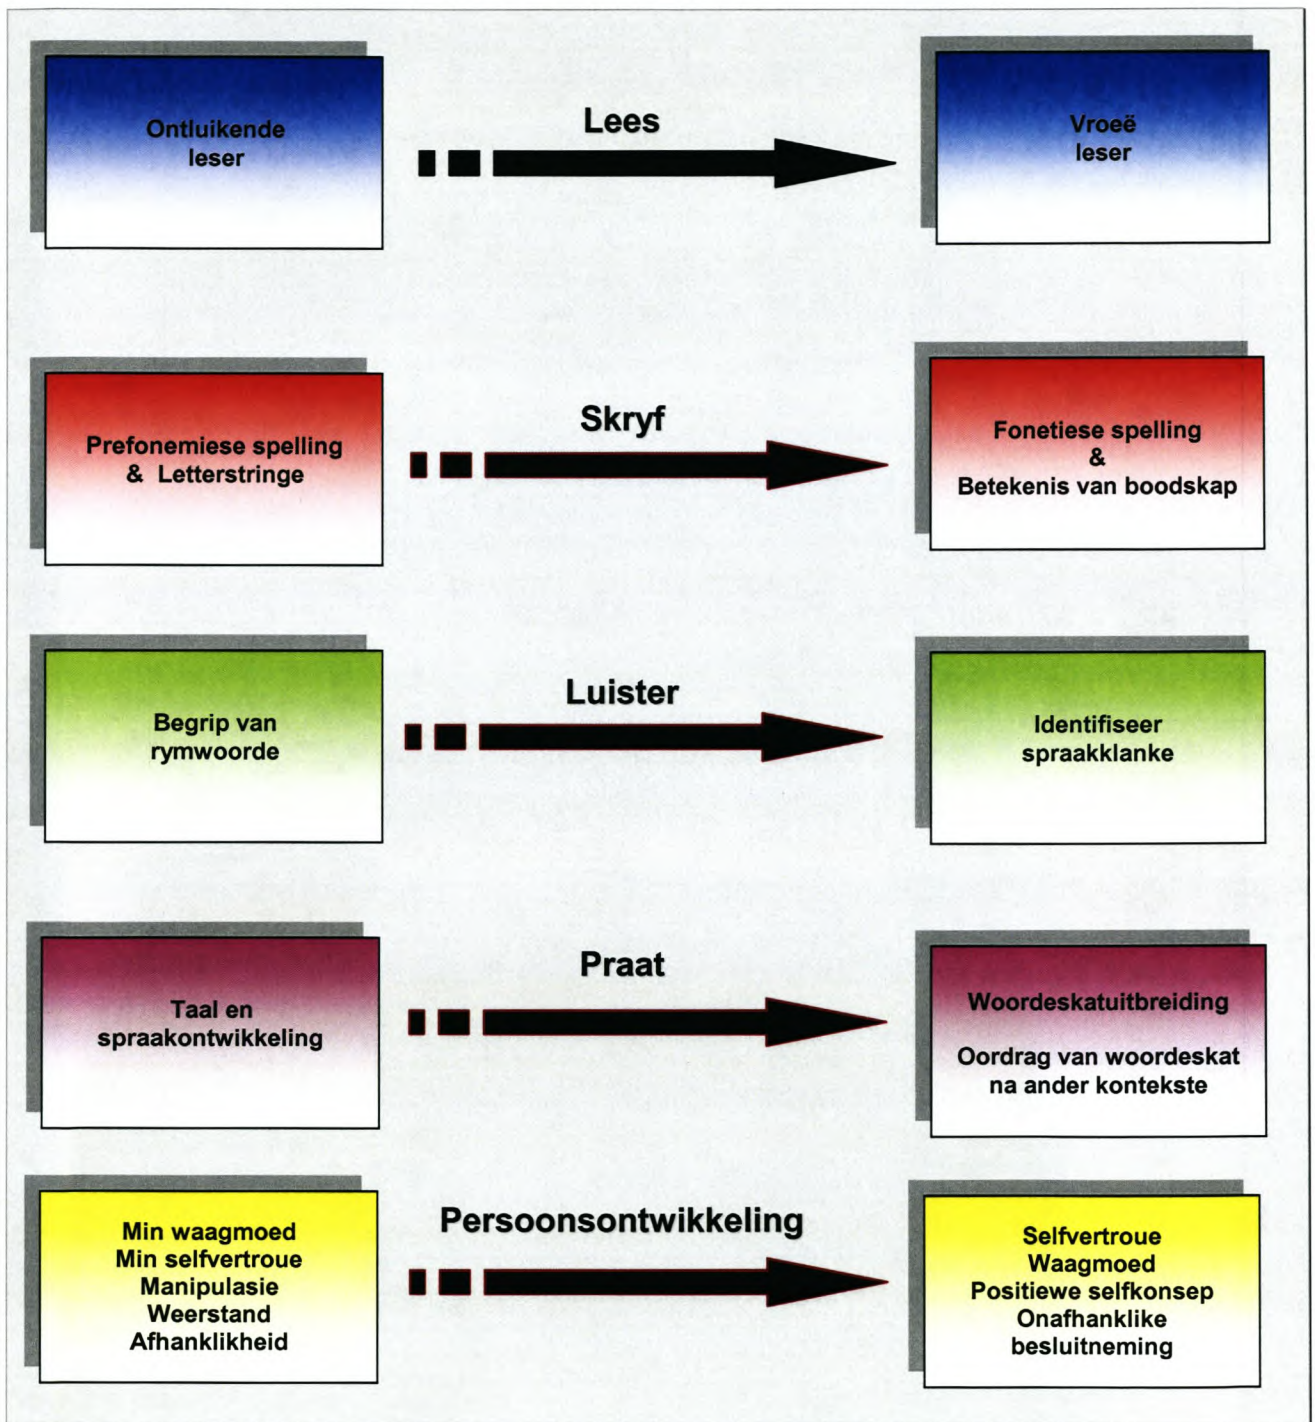 Ontluikende
leser
Lees
Vroeë
leser
Prefonemiese spelling
& Letterstringe
Skryf
Fonetiese spelling
&
Betekenis van boodskap
Begrip van
rymwoorde
Luister
Identifiseer
spraakklanke
Taal en
spraakontwikkeling
Praat
Woordeskatuitbreiding
Oordrag van woordeskat
na ander kontekste
Min waagmoed
Min selfvertroue
Manipulasie
Weerstand
Afhanklikheid
Persoonsontwikkeling
Selfvertroue
Waagmoed
Positiewe selfkonsep
Onafhanklike
besluitneming